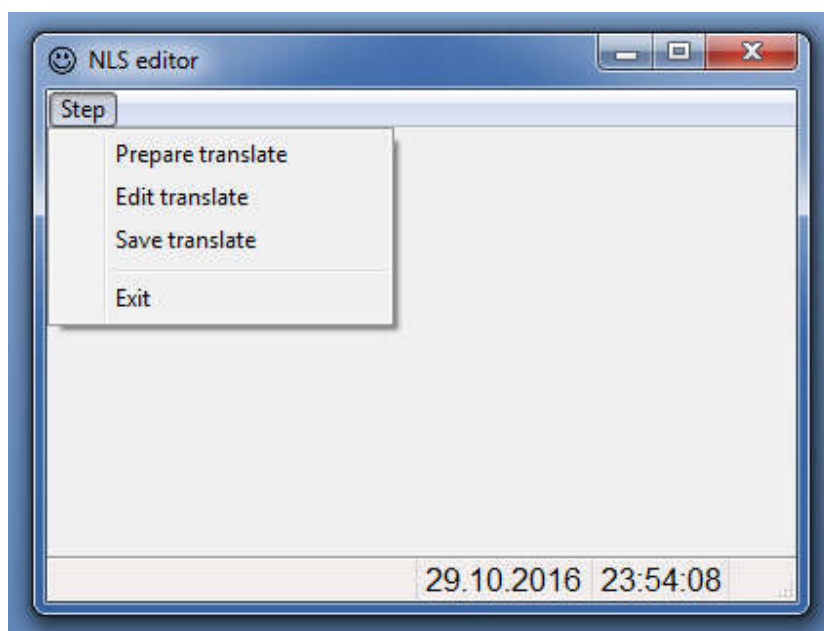 NLS editor
Step
Prepare translate
Edit translate
Save translate
Exit
29.10.2016 23:54:08